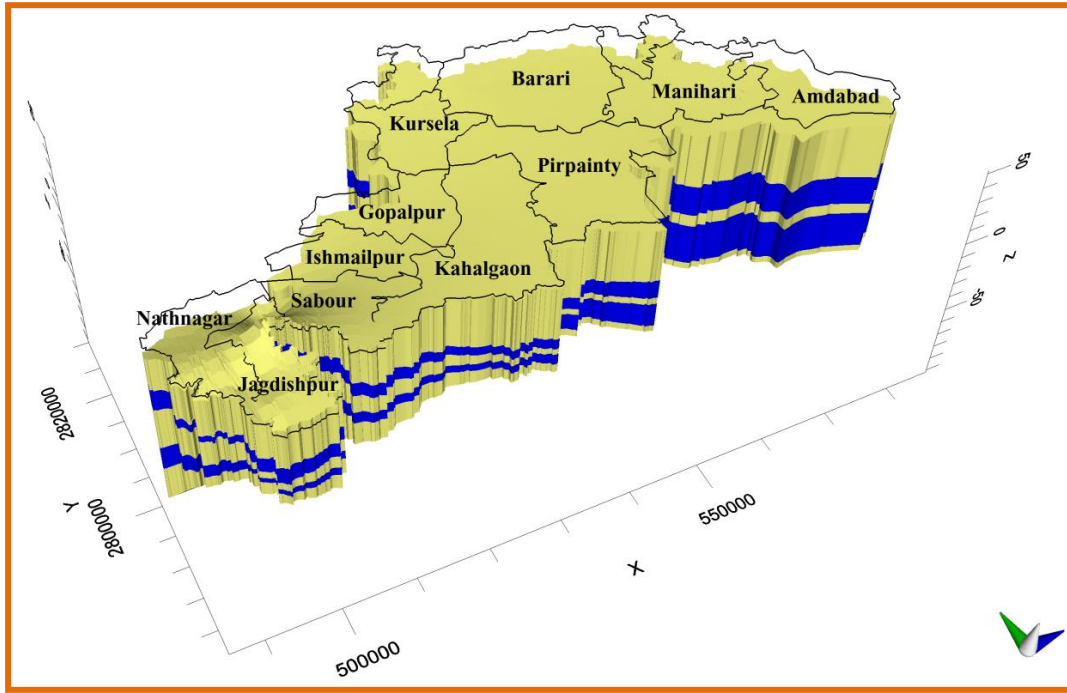 Barari
Manihari
Amdabad
Kursela
Pirpainty
Gopalpur
Ishmailpur
Kahalgaon
Sabour
Nathnagar
Jagdishpur
50
0
Z
-50
2820000
Y
2800000
550000
X
500000